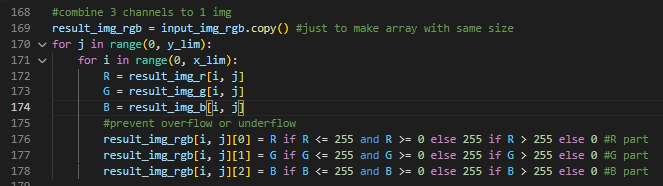 168 #combine 3 channels to 1 img
169 result_img_rgb = input_img_rgb.copy() #just to make array with same size
170 for j in range(0, y_lim):
171 for i in range(0, x_lim):
172 R = result_img_r[i, j]
173 G = result_img_g[i, j]
174 B = result_img_b[i, j]
175 #prevent overflow or underflow
176 result_img_rgb[i, j][0] = R if R <= 255 and R >= 0 else 255 if R > 255 else 0 #R part
177 result_img_rgb[i, j][1] = G if G <= 255 and G >= 0 else 255 if G > 255 else 0 #G part
178 result_img_rgb[i, j][2] = B if B <= 255 and B >= 0 else 255 if B > 255 else 0 #B part